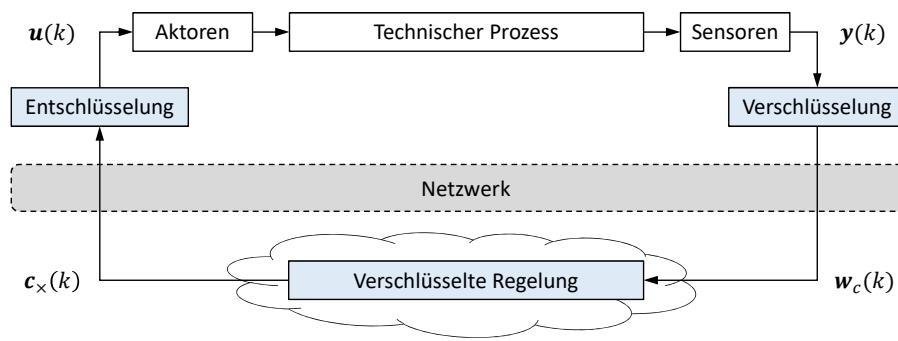 𝒖(k)
Aktoren
Technischer Prozess
Sensoren
𝒚(k)
Entschlüsselung
Verschlüsselung
Netzwerk
𝒄×(k)
Verschlüsselte Regelung
𝒘c(k)